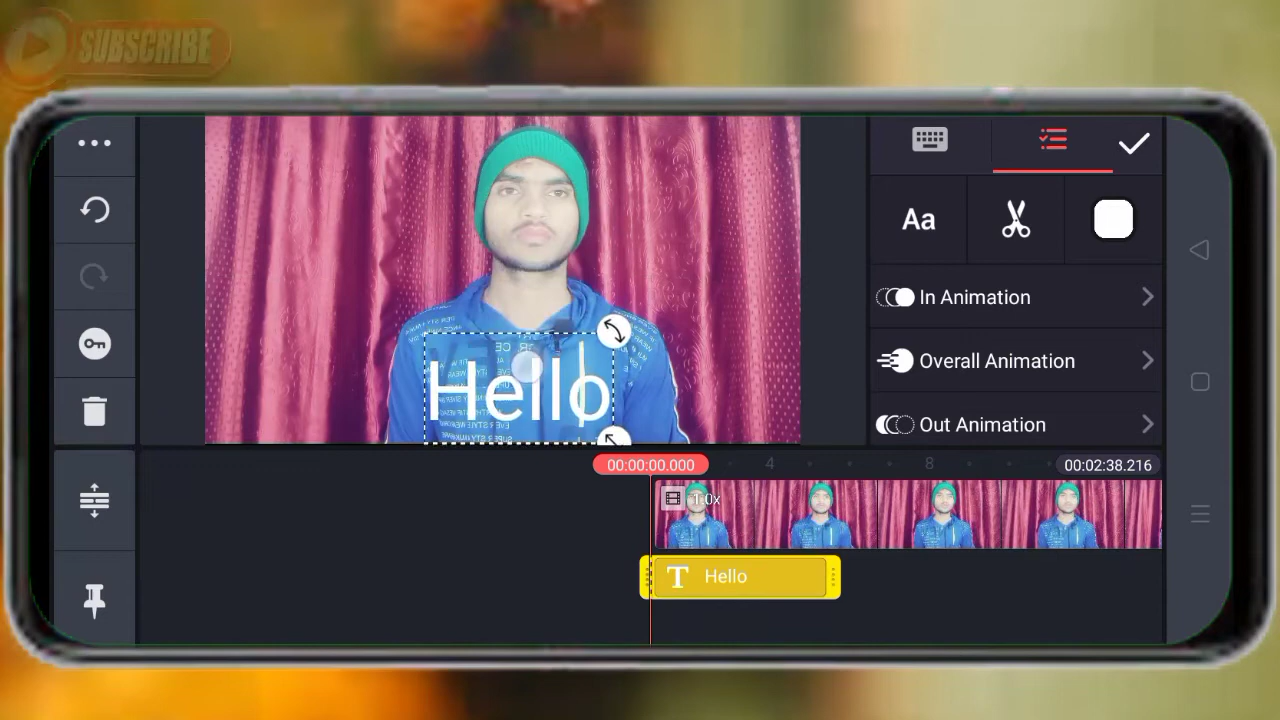 SUBSCRIBE
Aa
In Animation
Overall Animation
Out Animation
Hello
00:00:00.000
4
8
00:02:38.216
1.0x
T Hello